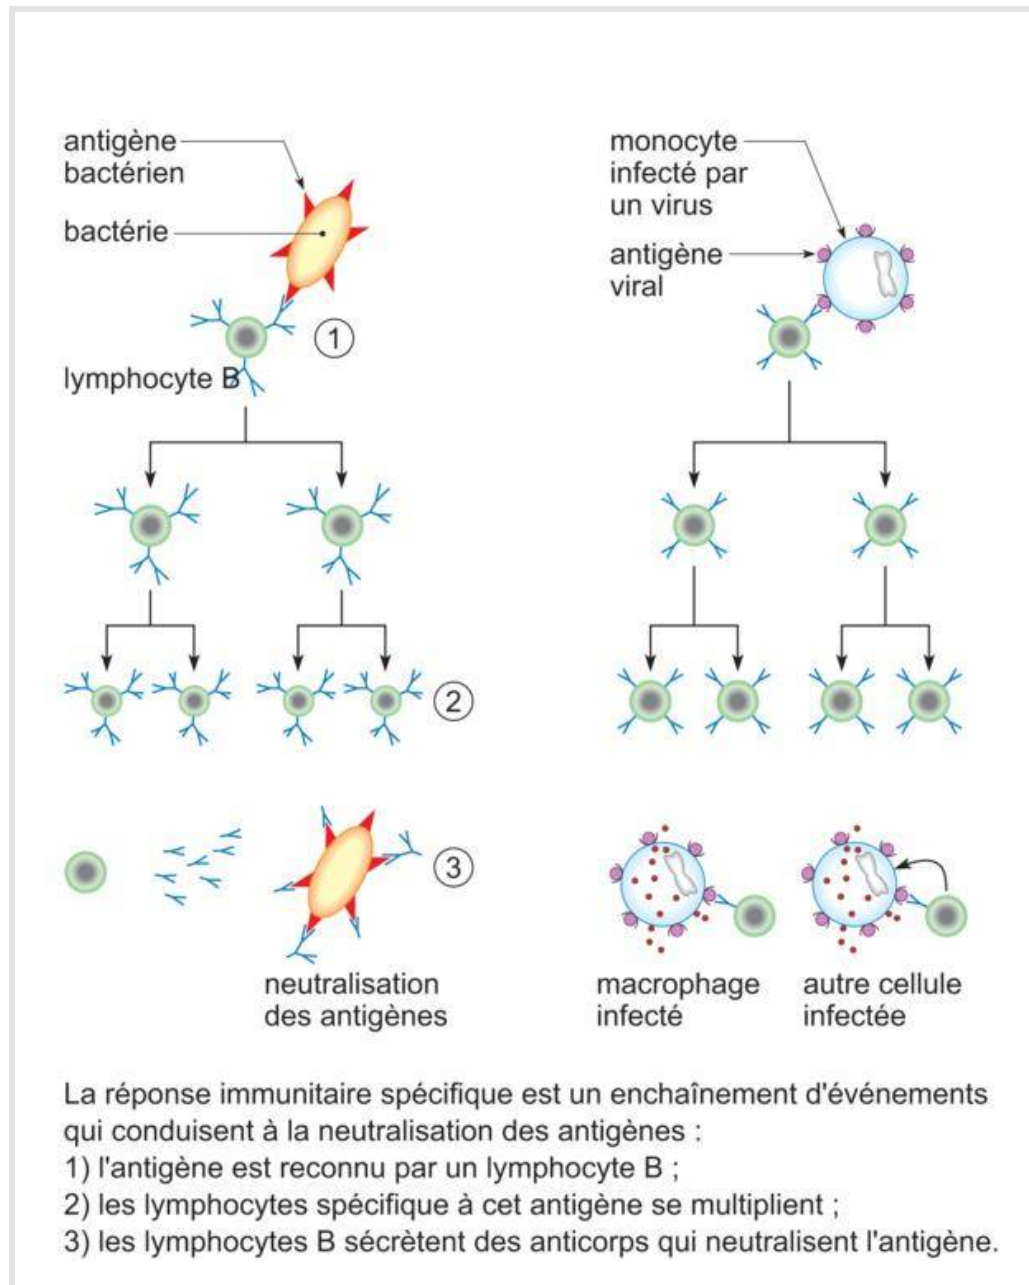 antigène
bactérien
bactérie
1
lymphocyte B
monocyte
infecté par
un virus
antigène
viral
2
3
neutralisation
des antigènes
macrophage
infecté
autre cellule
infectée
La réponse immunitaire spécifique est un enchaînement d'événements
qui conduisent à la neutralisation des antigènes :
1) l'antigène est reconnu par un lymphocyte B ;
2) les lymphocytes spécifique à cet antigène se multiplient ;
3) les lymphocytes B sécrètent des anticorps qui neutralisent l'antigène.